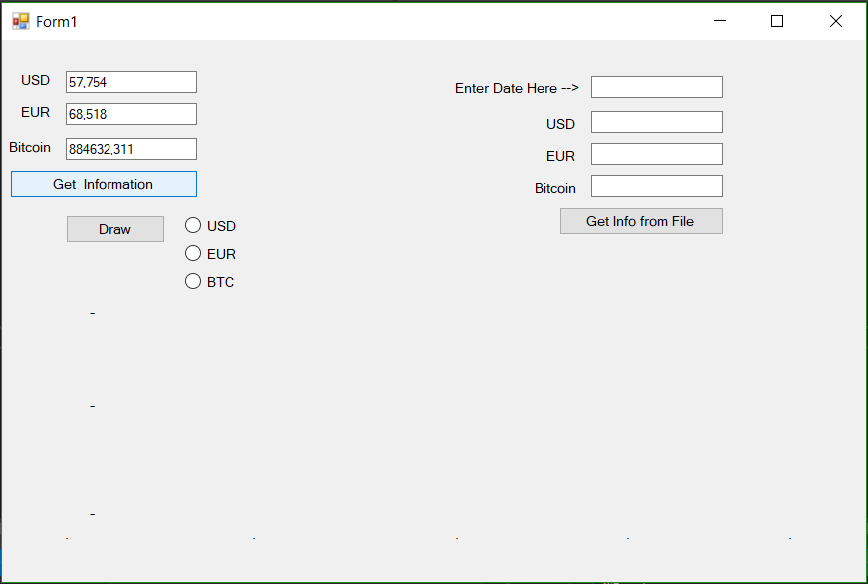 Form1
USD 57,754
EUR 68,518
Bitcoin 884632,311
Get Information
Draw
USD
EUR
BTC
Enter Date Here -->
USD
EUR
Bitcoin
Get Info from File
-
-
-
. . . . .